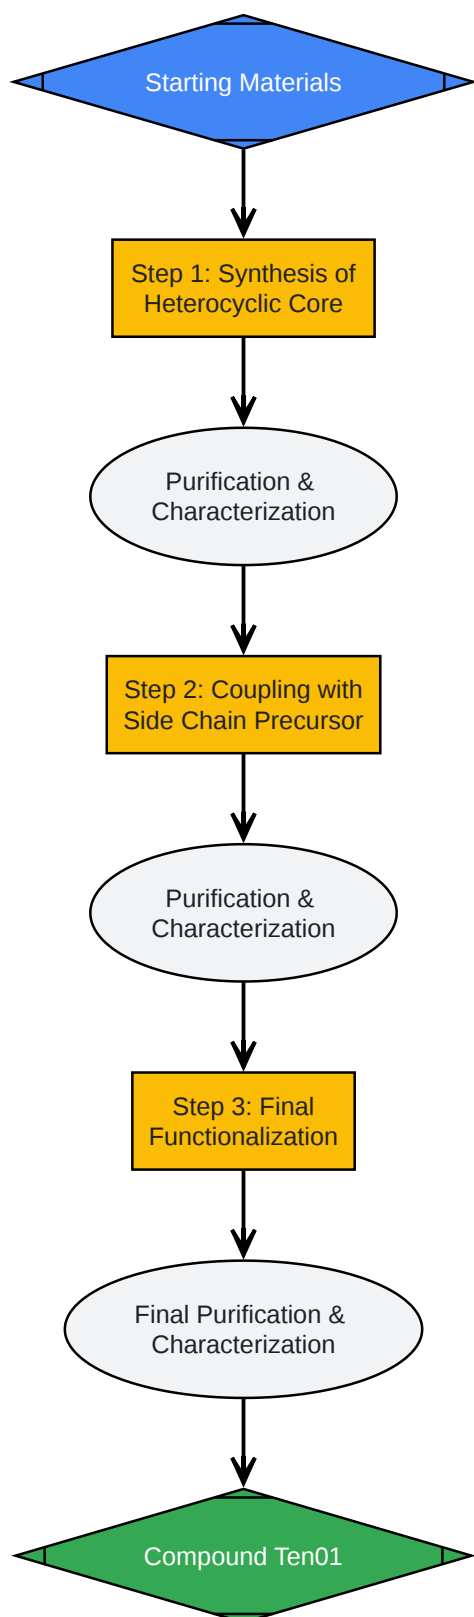 Starting Materials
Step 1: Synthesis of
Heterocyclic Core
Purification &
Characterization
Step 2: Coupling with
Side Chain Precursor
Purification &
Characterization
Step 3: Final
Functionalization
Final Purification &
Characterization
Compound Ten01